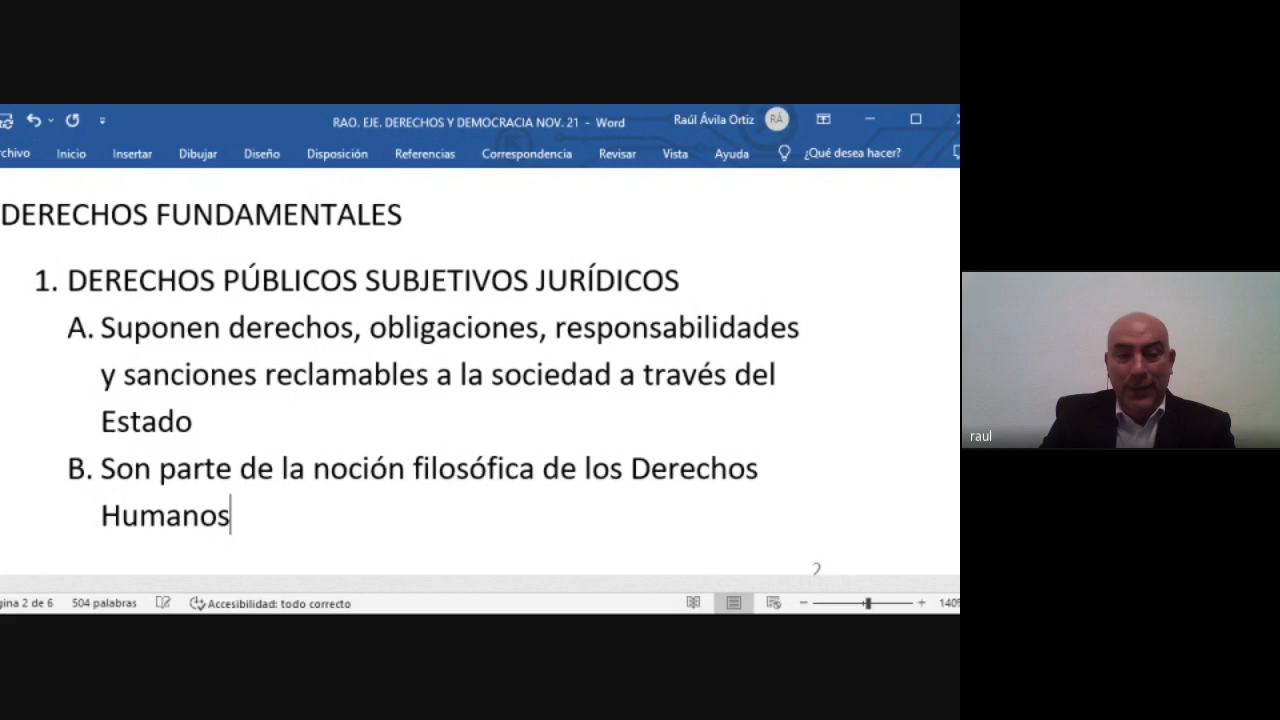 RAO. EJE. DERECHOS Y DEMOCRACIA NOV. 21 - Word
Raúl Ávila Ortiz
RÁ
Inicio
Insertar
Dibujar
Diseño
Disposición
Referencias
Correspondencia
Revisar
Vista
Ayuda
¿Qué desea hacer?
DERECHOS FUNDAMENTALES
1. DERECHOS PÚBLICOS SUBJETIVOS JURÍDICOS
A. Suponen derechos, obligaciones, responsabilidades
y sanciones reclamables a la sociedad a través del
Estado
B. Son parte de la noción filosófica de los Derechos
Humanos
2
gina 2 de 6
504 palabras
Accesibilidad: todo correcto
140
raul